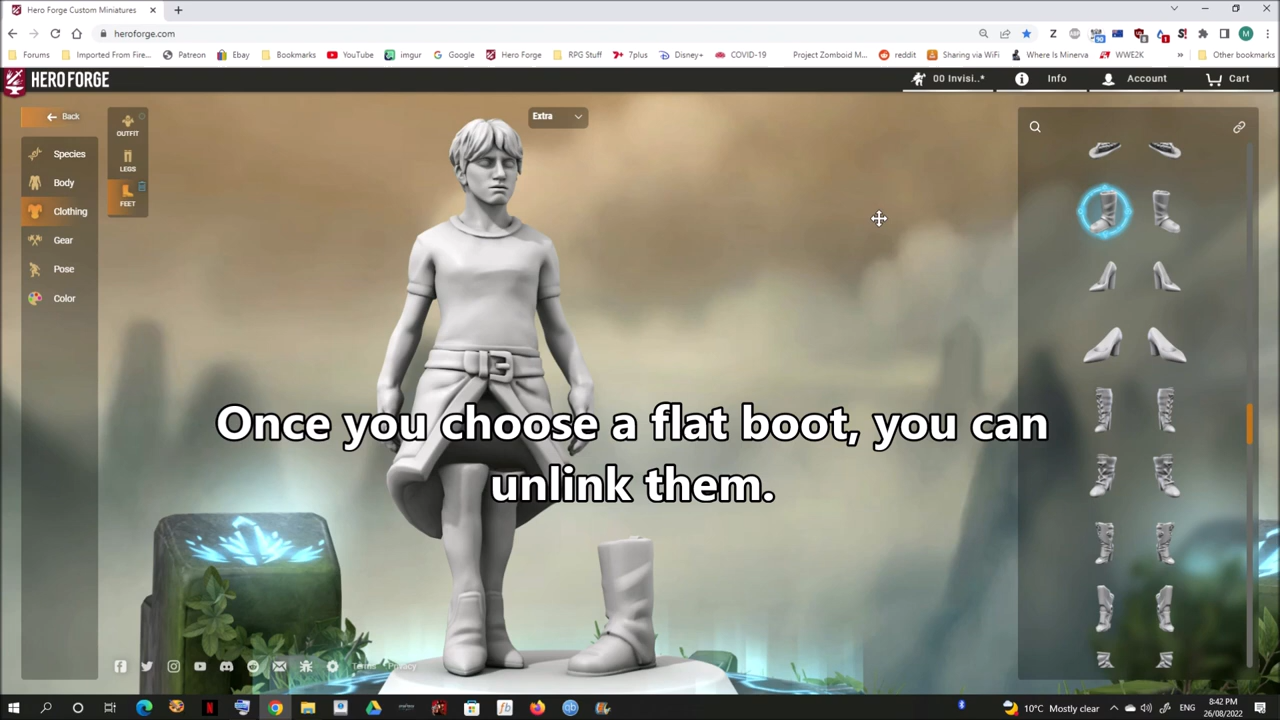 Hero Forge Custom Miniatures
heroforge.com
Forums
Imported From Fire...
Patreon
Ebay
Bookmarks
YouTube
imgur
Google
Hero Forge
RPG Stuff
7plus
Disney+
COVID-19
Project Zomboid M...
reddit
Sharing via WiFi
Where Is Minerva
WWE2K
Other bookmarks
HERO FORGE
00 Invisi..*
Info
Account
Cart
Back
OUTFIT
LEGS
FEET
Extra
Species
Body
Clothing
Gear
Pose
Color
Once you choose a flat boot, you can
unlink them.
Terms
Privacy
10°C Mostly clear
ENG
8:42 PM
26/08/2022